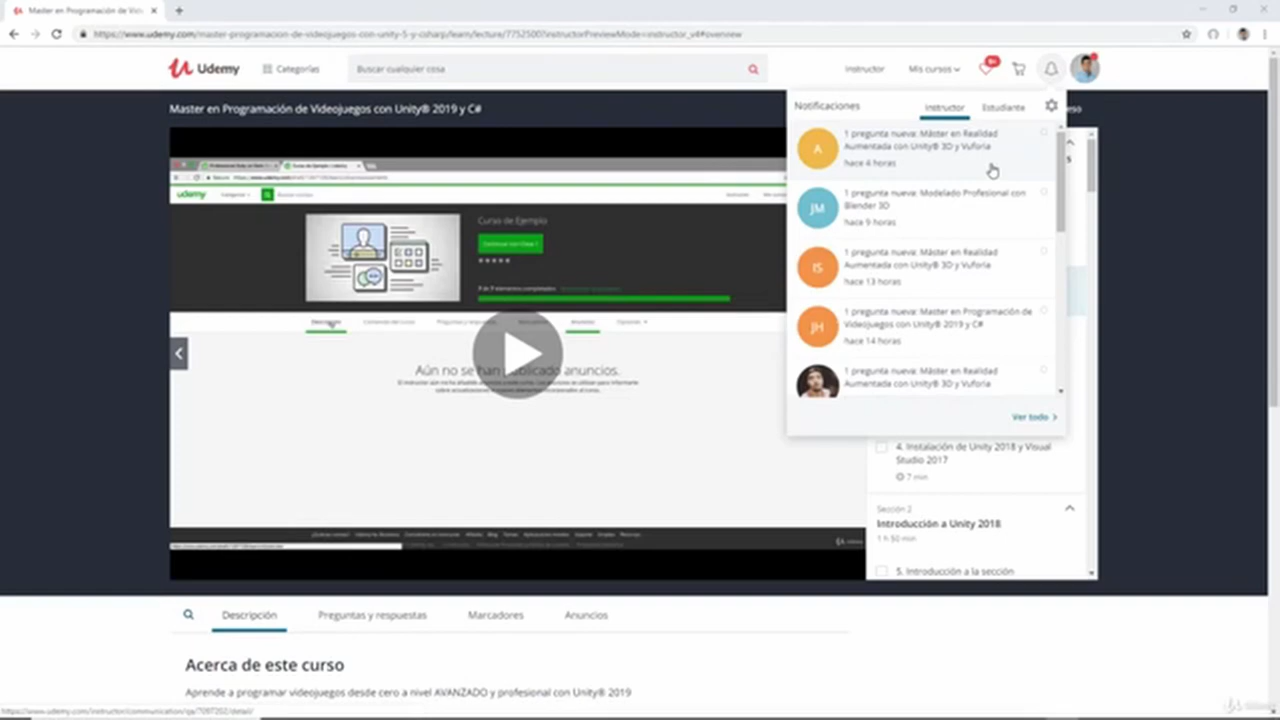 Master en Programación de Vid
https://www.udemy.com/master-programacion-de-videojuegos-con-unity-5-y-csharp/learn/lecture/7752500?instructorPreviewMode=instructor_v4#overview
Udemy
Categorías
Buscar cualquier cosa
Instructor
Mis cursos
Master en Programación de Videojuegos con Unity® 2019 y C#
Notificaciones
Instructor
Estudiante
A
1 pregunta nueva: Máster en Realidad
Aumentada con Unity® 3D y Vuforia
hace 4 horas
JM
1 pregunta nueva: Modelado Profesional con
Blender 3D
hace 9 horas
IS
1 pregunta nueva: Máster en Realidad
Aumentada con Unity® 3D y Vuforia
hace 13 horas
JH
1 pregunta nueva: Master en Programación de
Videojuegos con Unity® 2019 y C#
hace 14 horas
1 pregunta nueva: Máster en Realidad
Aumentada con Unity® 3D y Vuforia
Ver todo
udemy
Curso de Ejemplo
Descripción
Aún no se han publicado anuncios.
4. Instalación de Unity 2018 y Visual
Studio 2017
7 min
Sección 2
Introducción a Unity 2018
1 h 50 min
5. Introducción a la sección
Descripción
Preguntas y respuestas
Marcadores
Anuncios
Acerca de este curso
Aprende a programar videojuegos desde cero a nivel AVANZADO y profesional con Unity® 2019